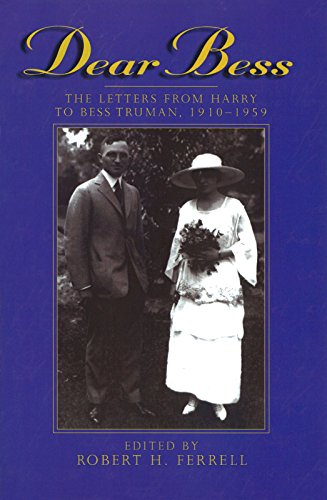 Dear Bess
THE LETTERS FROM HARRY
TO BESS TRUMAN, 1910–1959
EDITED BY
ROBERT H. FERRELL